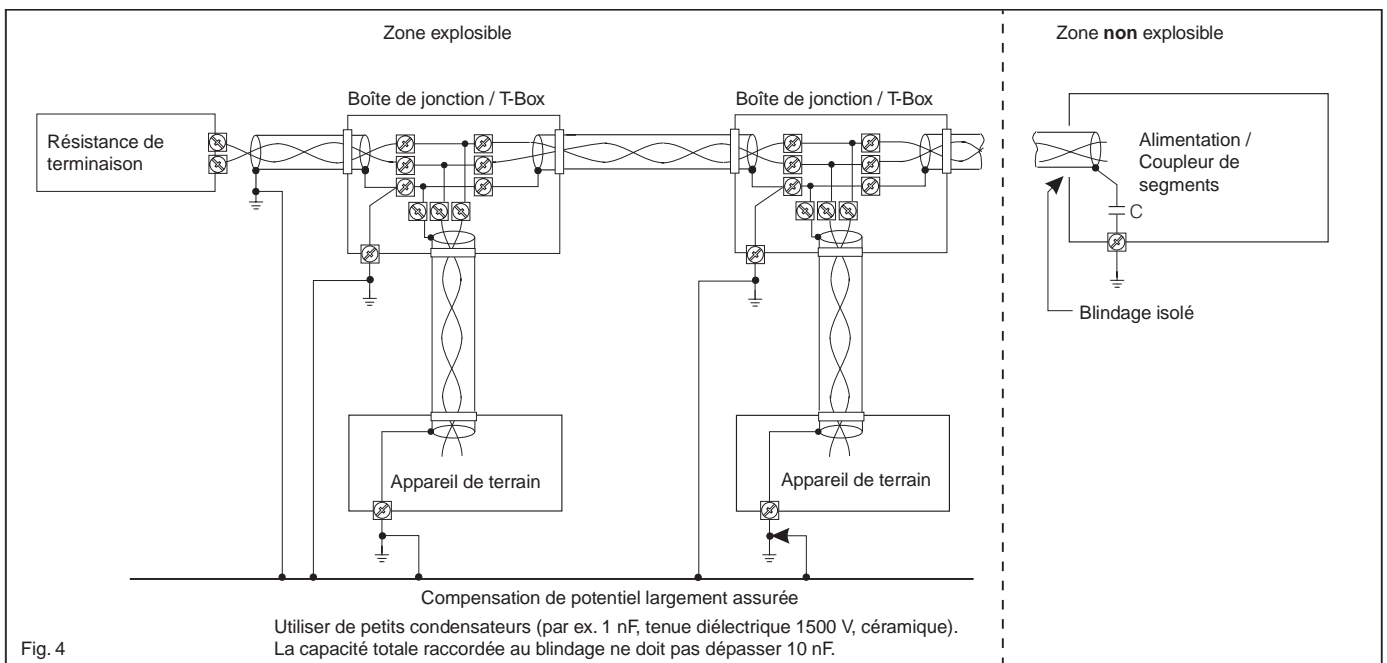 Zone explosible
Zone non explosible
Boîte de jonction / T-Box
Boîte de jonction / T-Box
Résistance de
terminaison
Alimentation /
Coupleur de
segments
C
Blindage isolé
Appareil de terrain
Appareil de terrain
Compensation de potentiel largement assurée
Utiliser de petits condensateurs (par ex. 1 nF, tenue diélectrique 1500 V, céramique).
La capacité totale raccordée au blindage ne doit pas dépasser 10 nF.
Fig. 4